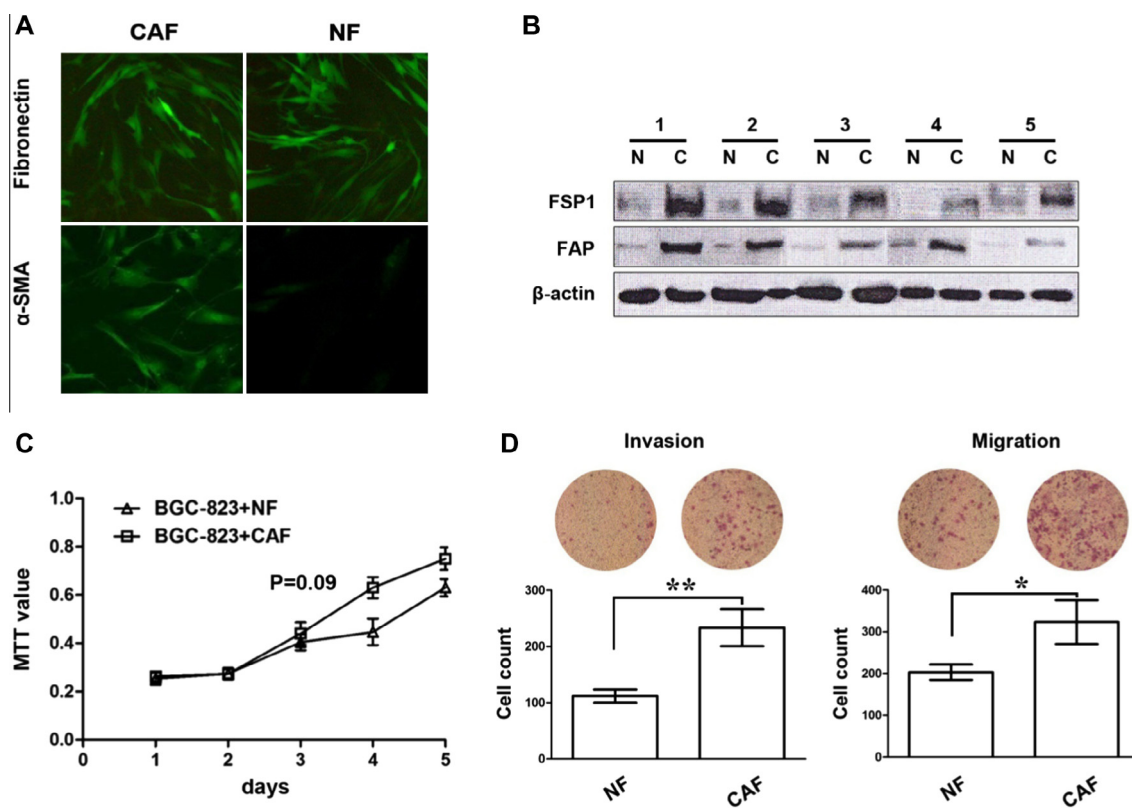 A
CAF NF
Fibronectin
α-SMA
B
1 2 3 4 5
N C N C N C N C N C
FSP1
FAP
β-actin
C
1.0
0.8
0.6
0.4
0.2
0.0
MTT value
BGC-823+NF
BGC-823+CAF
P=0.09
0 1 2 3 4 5
days
D
Invasion
300
200
100
0
Cell count
**
NF CAF
Migration
400
300
200
100
0
Cell count
*
NF CAF